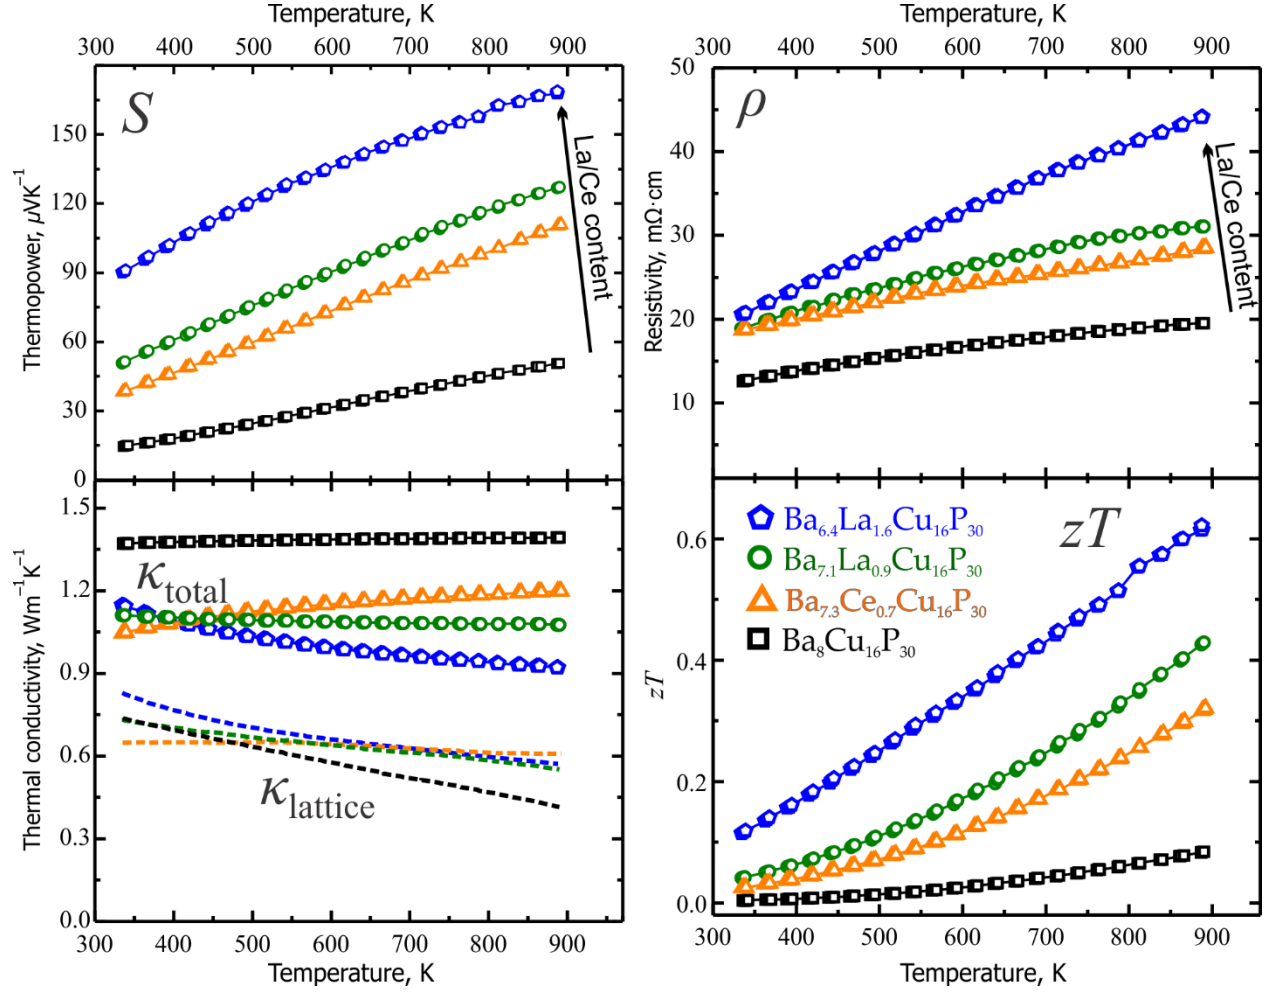 Temperature, K
Temperature, K
300 400 500 600 700 800 900
300 400 500 600 700 800 900
S
Thermopower, μVK⁻¹
150
120
90
60
30
0
La/Ce content
ρ
Resistivity, mΩ·cm
50
40
30
20
10
La/Ce content
Thermal conductivity, Wm⁻¹K⁻¹
1.5
1.2
0.9
0.6
0.3
0.0
κtotal
κlattice
300 400 500 600 700 800 900
Temperature, K
zT
0.6
0.4
0.2
0.0
Ba₆.₄La₁.₆Cu₁₆P₃₀
Ba₇.₁La₀.₉Cu₁₆P₃₀
Ba₇.₃Ce₀.₇Cu₁₆P₃₀
Ba₈Cu₁₆P₃₀
zT
300 400 500 600 700 800 900
Temperature, K